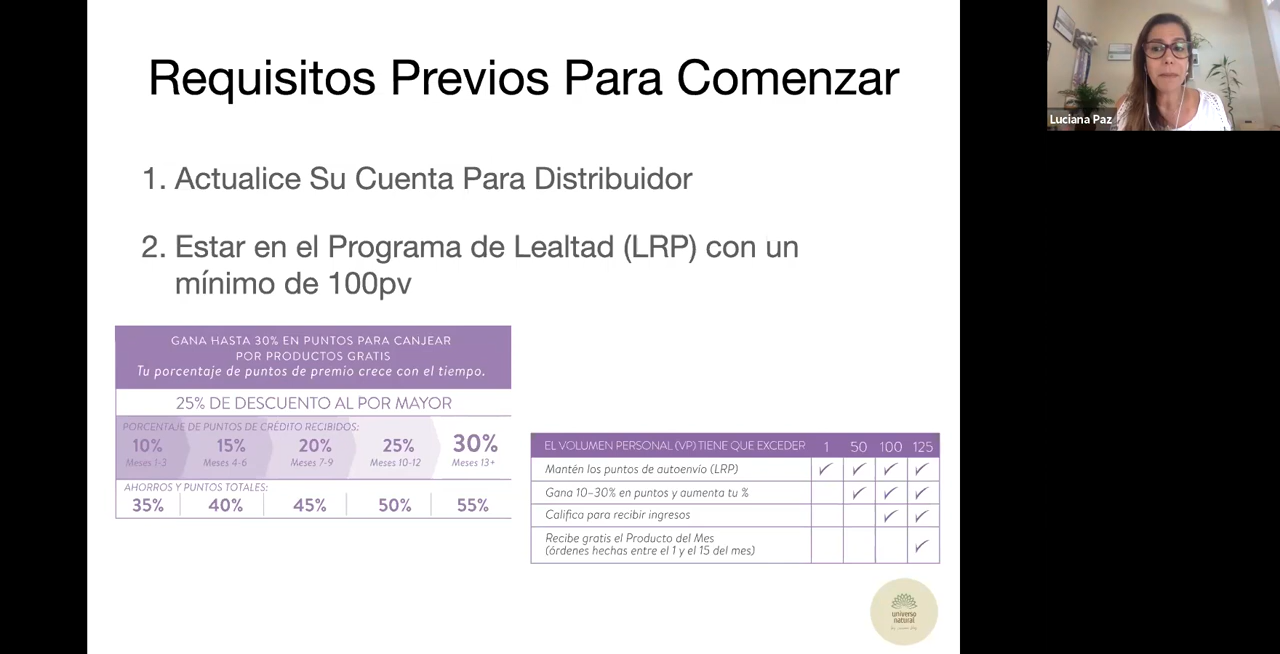 Requisitos Previos Para Comenzar
Luciana Paz
1. Actualice Su Cuenta Para Distribuidor
2. Estar en el Programa de Lealtad (LRP) con un
mínimo de 100pv
GANA HASTA 30% EN PUNTOS PARA CANJEAR
POR PRODUCTOS GRATIS
Tu porcentaje de puntos de premio crece con el tiempo.
25% DE DESCUENTO AL POR MAYOR
PORCENTAJE DE PUNTOS DE CRÉDITO RECIBIDOS:
10% 15% 20% 25% 30%
Meses 1-3 Meses 4-6 Meses 7-9 Meses 10-12 Meses 13+
AHORROS Y PUNTOS TOTALES:
35% 40% 45% 50% 55%
EL VOLUMEN PERSONAL (VP) TIENE QUE EXCEDER 1 50 100 125
Mantén los puntos de autoenvío (LRP)
Gana 10-30% en puntos y aumenta tu %
Califica para recibir ingresos
Recibe gratis el Producto del Mes
(órdenes hechas entre el 1 y el 15 del mes)
universo
natural